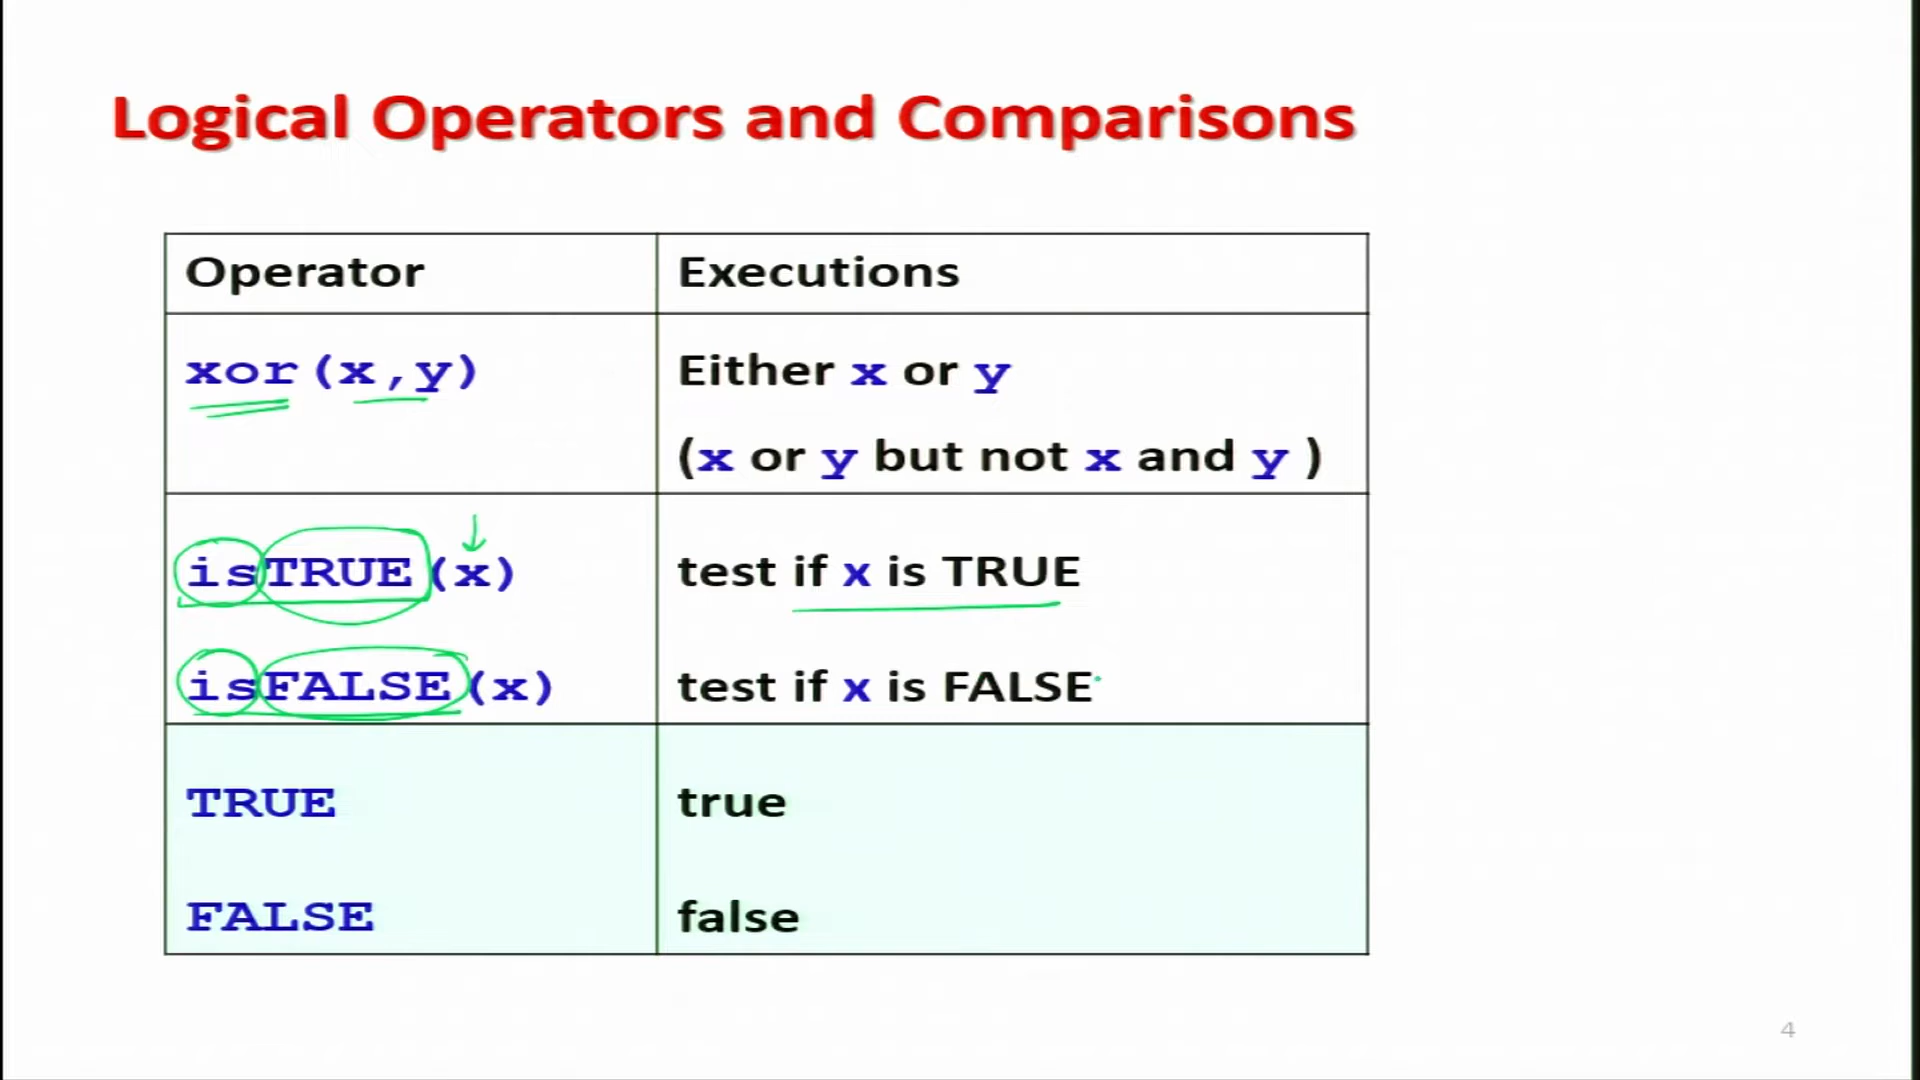 Logical Operators and Comparisons
Operator Executions
xor(x,y) Either x or y
(x or y but not x and y )
isTRUE(x) test if x is TRUE
isFALSE(x) test if x is FALSE
TRUE true
FALSE false
4